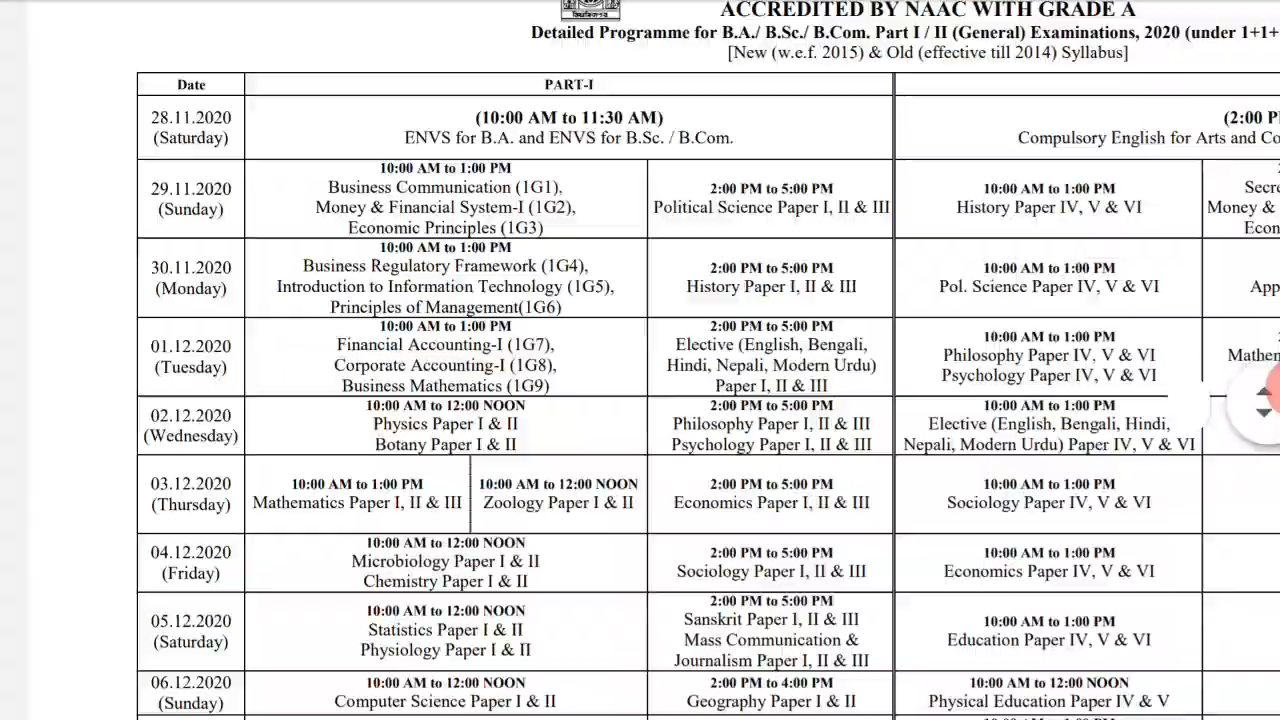 ACCREDITED BY NAAC WITH GRADE A
Detailed Programme for B.A./ B.Sc./ B.Com. Part I / II (General) Examinations, 2020 (under 1+1+
[New (w.e.f. 2015) & Old (effective till 2014) Syllabus]
Date
PART-I
28.11.2020
(Saturday)
(10:00 AM to 11:30 AM)
ENVS for B.A. and ENVS for B.Sc. / B.Com.
(2:00
Compulsory English for Arts and
29.11.2020
(Sunday)
10:00 AM to 1:00 PM
Business Communication (1G1),
Money & Financial System-I (1G2),
Economic Principles (1G3)
2:00 PM to 5:00 PM
Political Science Paper I, II & III
10:00 AM to 1:00 PM
History Paper IV, V & VI
Money &
30.11.2020
(Monday)
10:00 AM to 1:00 PM
Business Regulatory Framework (1G4),
Introduction to Information Technology (1G5),
Principles of Management(1G6)
2:00 PM to 5:00 PM
History Paper I, II & III
10:00 AM to 1:00 PM
Pol. Science Paper IV, V & VI
01.12.2020
(Tuesday)
10:00 AM to 1:00 PM
Financial Accounting-I (1G7),
Corporate Accounting-I (1G8),
Business Mathematics (1G9)
2:00 PM to 5:00 PM
Elective (English, Bengali,
Hindi, Nepali, Modern Urdu)
Paper I, II & III
10:00 AM to 1:00 PM
Philosophy Paper IV, V & VI
Psychology Paper IV, V & VI
02.12.2020
(Wednesday)
10:00 AM to 12:00 NOON
Physics Paper I & II
Botany Paper I & II
2:00 PM to 5:00 PM
Philosophy Paper I, II & III
Psychology Paper I, II & III
10:00 AM to 1:00 PM
Elective (English, Bengali, Hindi,
Nepali, Modern Urdu) Paper IV, V & VI
03.12.2020
(Thursday)
10:00 AM to 1:00 PM
Mathematics Paper I, II & III
10:00 AM to 12:00 NOON
Zoology Paper I & II
2:00 PM to 5:00 PM
Economics Paper I, II & III
10:00 AM to 1:00 PM
Sociology Paper IV, V & VI
04.12.2020
(Friday)
10:00 AM to 12:00 NOON
Microbiology Paper I & II
Chemistry Paper I & II
2:00 PM to 5:00 PM
Sociology Paper I, II & III
10:00 AM to 1:00 PM
Economics Paper IV, V & VI
05.12.2020
(Saturday)
10:00 AM to 12:00 NOON
Statistics Paper I & II
Physiology Paper I & II
2:00 PM to 5:00 PM
Sanskrit Paper I, II & III
Mass Communication &
Journalism Paper I, II & III
10:00 AM to 1:00 PM
Education Paper IV, V & VI
06.12.2020
(Sunday)
10:00 AM to 12:00 NOON
Computer Science Paper I & II
2:00 PM to 4:00 PM
Geography Paper I & II
10:00 AM to 12:00 NOON
Physical Education Paper IV & V